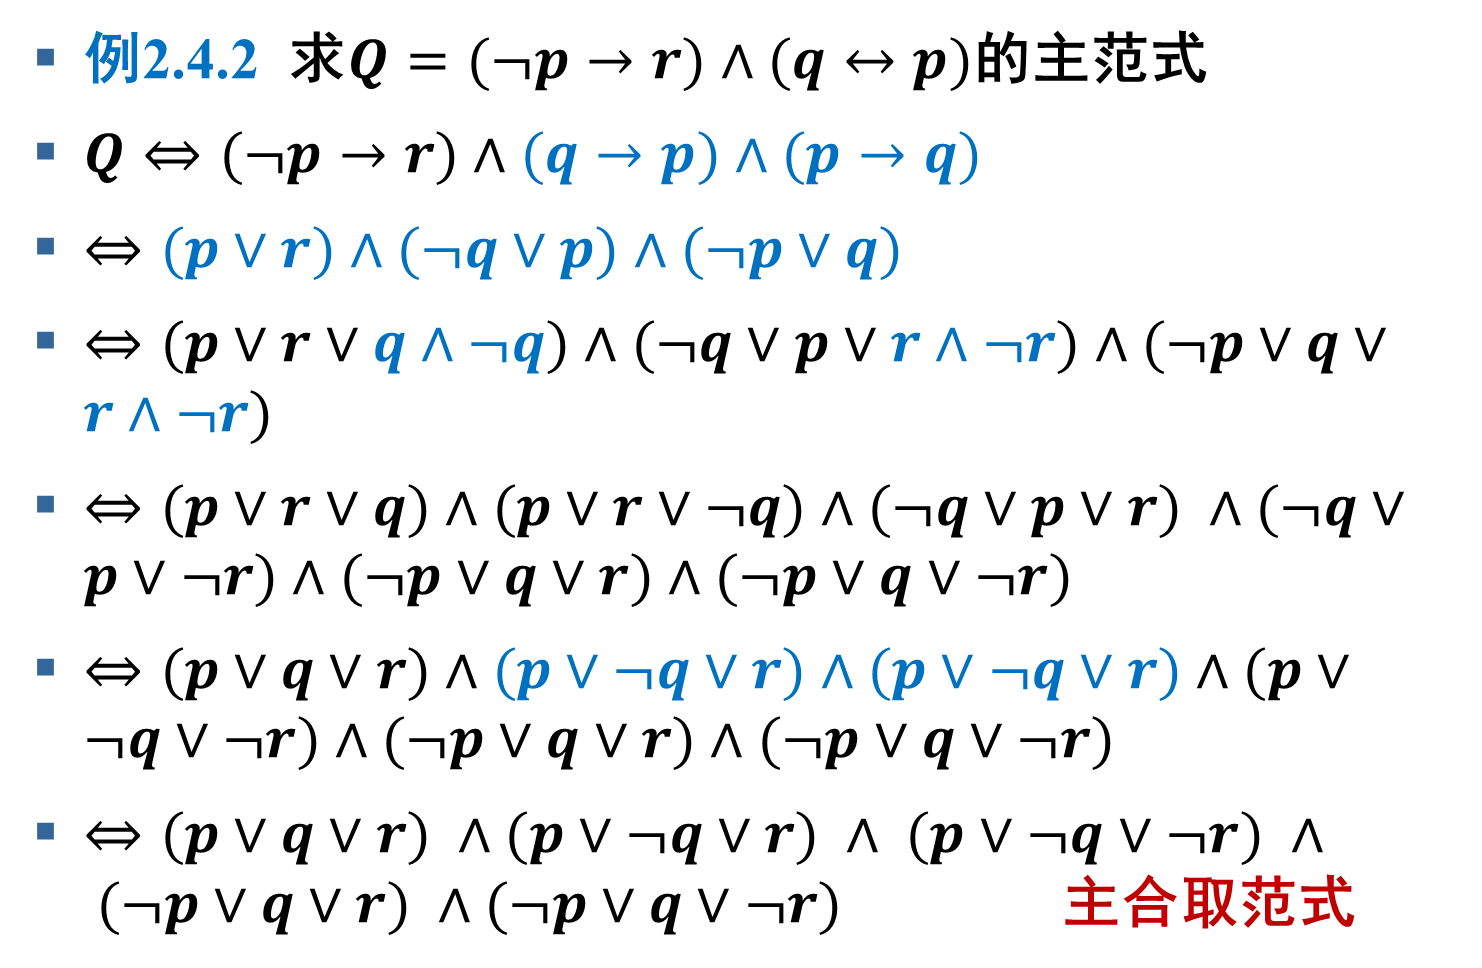 ▪ 例2.4.2 求Q = (¬p → r) ∧ (q ↔ p)的主范式
▪ Q ⇔ (¬p → r) ∧ (q → p) ∧ (p → q)
▪ ⇔ (p ∨ r) ∧ (¬q ∨ p) ∧ (¬p ∨ q)
▪ ⇔ (p ∨ r ∨ q ∧ ¬q) ∧ (¬q ∨ p ∨ r ∧ ¬r) ∧ (¬p ∨ q ∨
r ∧ ¬r)
▪ ⇔ (p ∨ r ∨ q) ∧ (p ∨ r ∨ ¬q) ∧ (¬q ∨ p ∨ r) ∧ (¬q ∨
p ∨ ¬r) ∧ (¬p ∨ q ∨ r) ∧ (¬p ∨ q ∨ ¬r)
▪ ⇔ (p ∨ q ∨ r) ∧ (p ∨ ¬q ∨ r) ∧ (p ∨ ¬q ∨ r) ∧ (p ∨
¬q ∨ ¬r) ∧ (¬p ∨ q ∨ r) ∧ (¬p ∨ q ∨ ¬r)
▪ ⇔ (p ∨ q ∨ r) ∧ (p ∨ ¬q ∨ r) ∧ (p ∨ ¬q ∨ ¬r) ∧
(¬p ∨ q ∨ r) ∧ (¬p ∨ q ∨ ¬r) 主合取范式